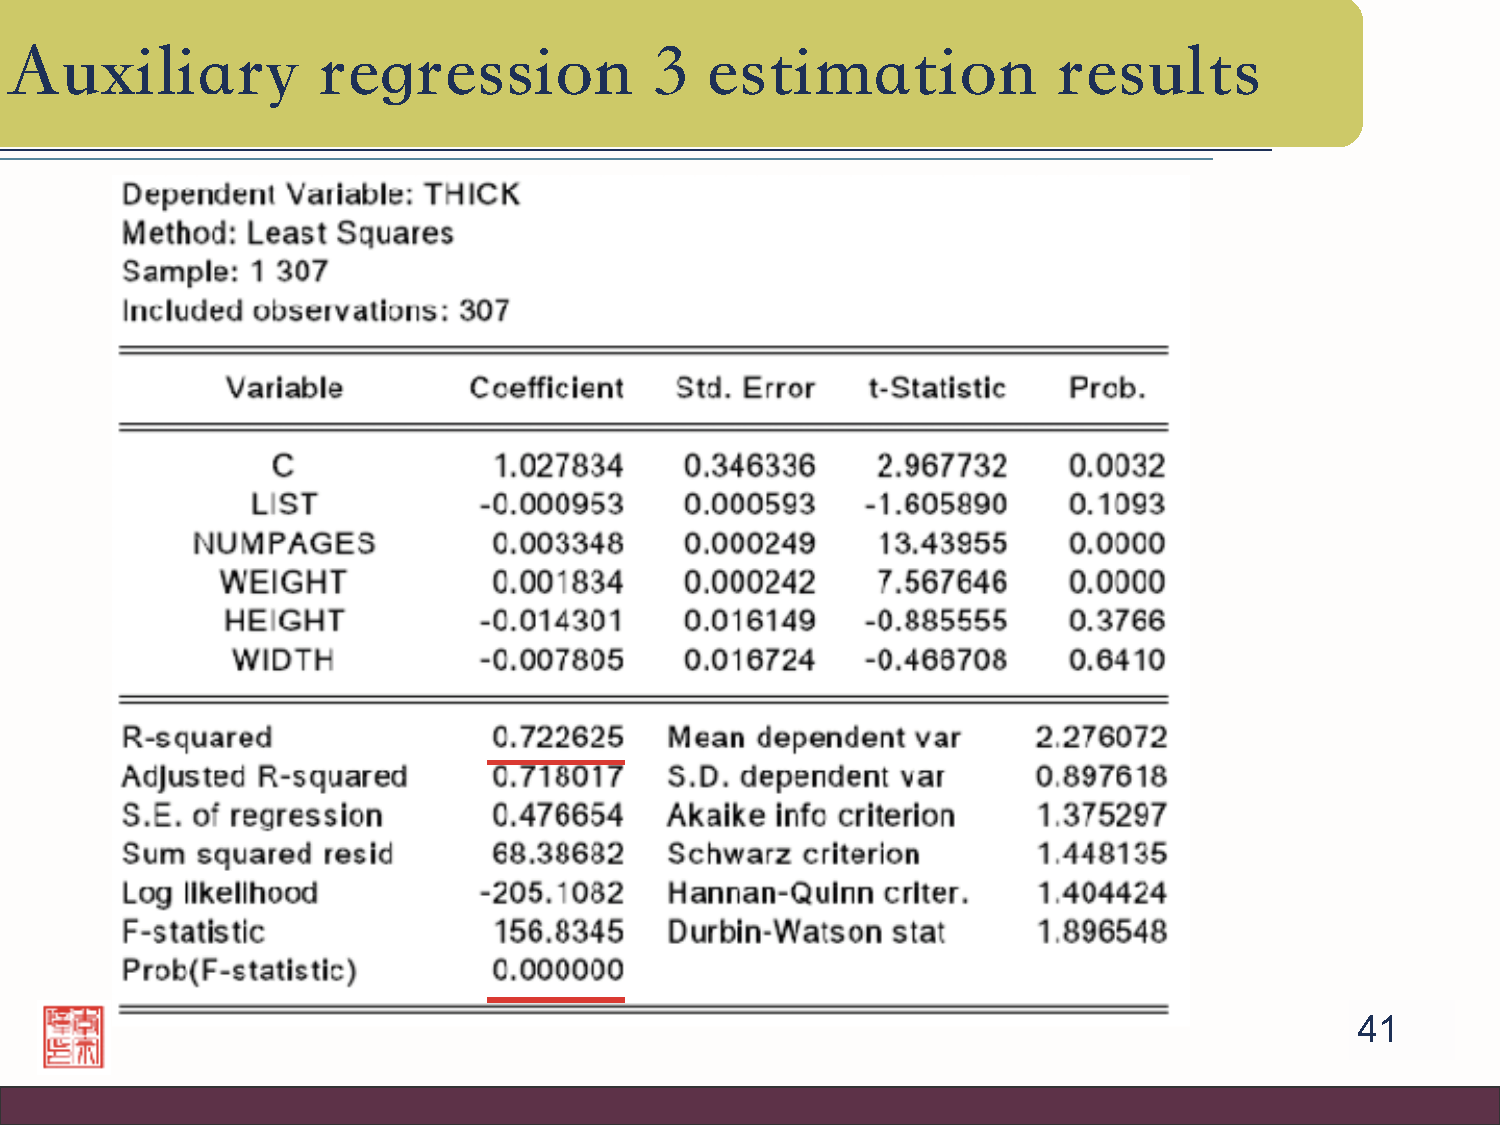 Auxiliary regression 3 estimation results
Dependent Variable: THICK
Method: Least Squares
Sample: 1 307
Included observations: 307
Variable Coefficient Std. Error t-Statistic Prob.
C 1.027834 0.346336 2.967732 0.0032
LIST -0.000953 0.000593 -1.605890 0.1093
NUMPAGES 0.003348 0.000249 13.43955 0.0000
WEIGHT 0.001834 0.000242 7.567646 0.0000
HEIGHT -0.014301 0.016149 -0.885555 0.3766
WIDTH -0.007805 0.016724 -0.466708 0.6410
R-squared 0.722625 Mean dependent var 2.276072
Adjusted R-squared 0.718017 S.D. dependent var 0.897618
S.E. of regression 0.476654 Akaike info criterion 1.375297
Sum squared resid 68.38682 Schwarz criterion 1.448135
Log likelihood -205.1082 Hannan-Quinn criter. 1.404424
F-statistic 156.8345 Durbin-Watson stat 1.896548
Prob(F-statistic) 0.000000
41